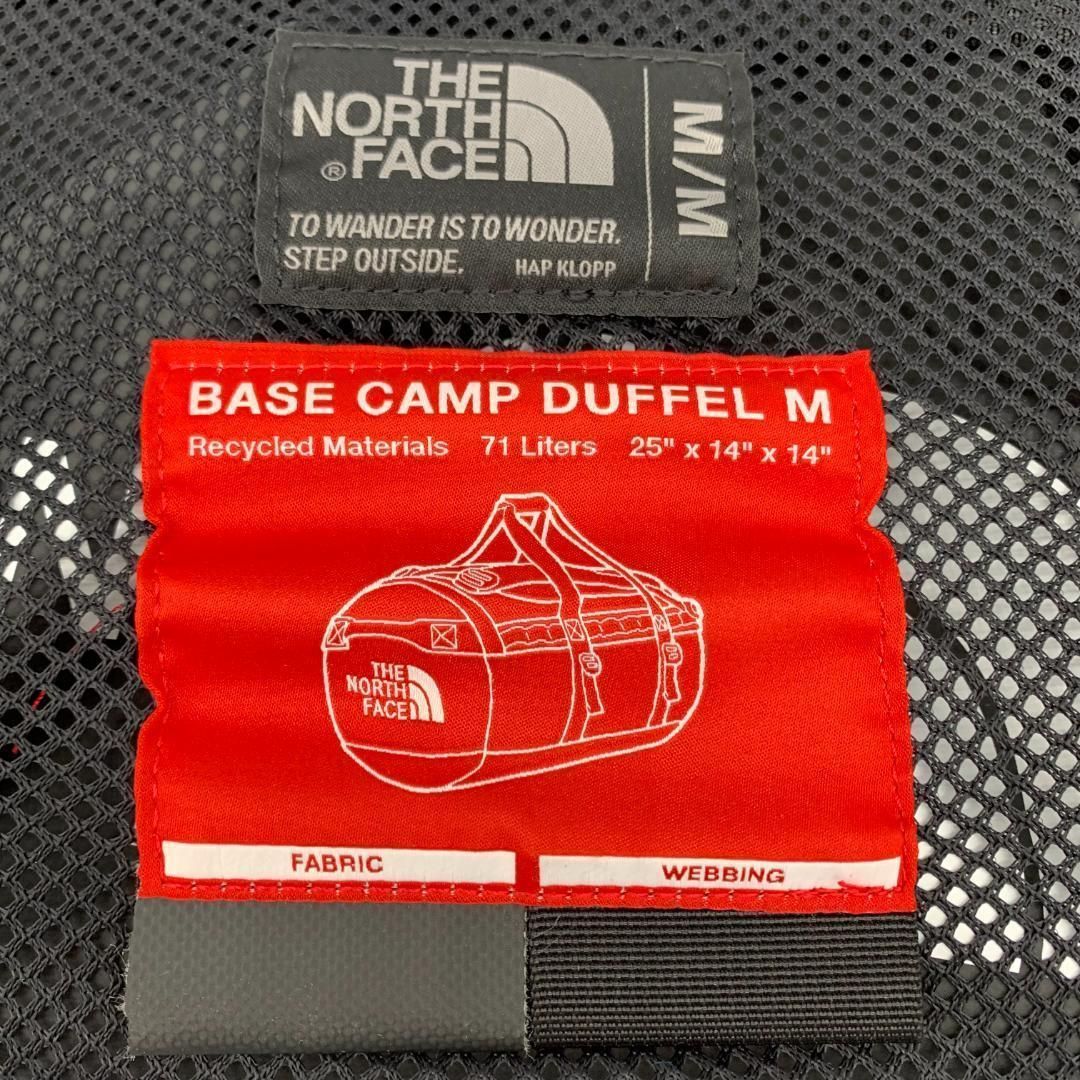 THE
NORTH
FACE
®
M/M
TO WANDER IS TO WONDER.
STEP OUTSIDE. HAP KLOPP
BASE CAMP DUFFEL M
Recycled Materials 71 Liters 25" x 14" x 14"
THE
NORTH
FACE
FABRIC WEBBING